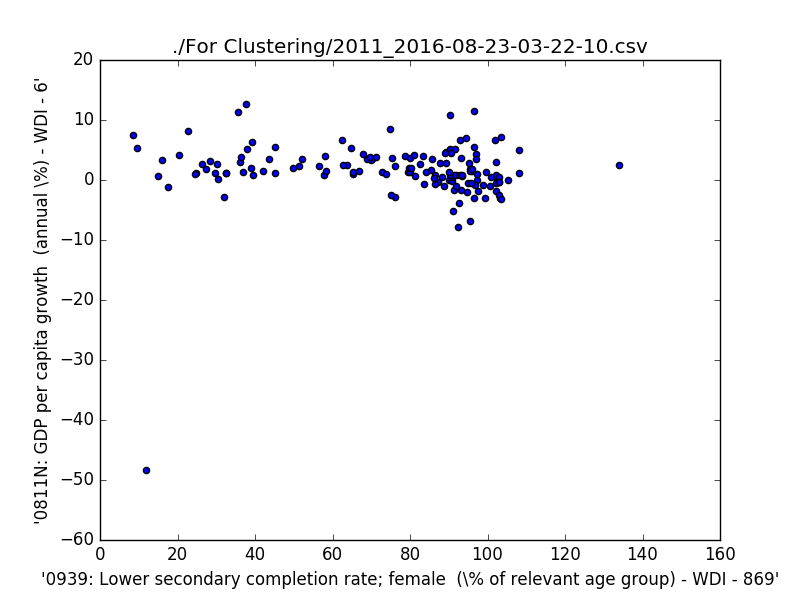 ./For Clustering/2011_2016-08-23-03-22-10.csv
20
10
0
−10
−20
−30
−40
−50
−60
0 20 40 60 80 100 120 140 160
'0811N: GDP per capita growth  (annual \%) - WDI - 6'
'0939: Lower secondary completion rate; female  (\% of relevant age group) - WDI - 869'